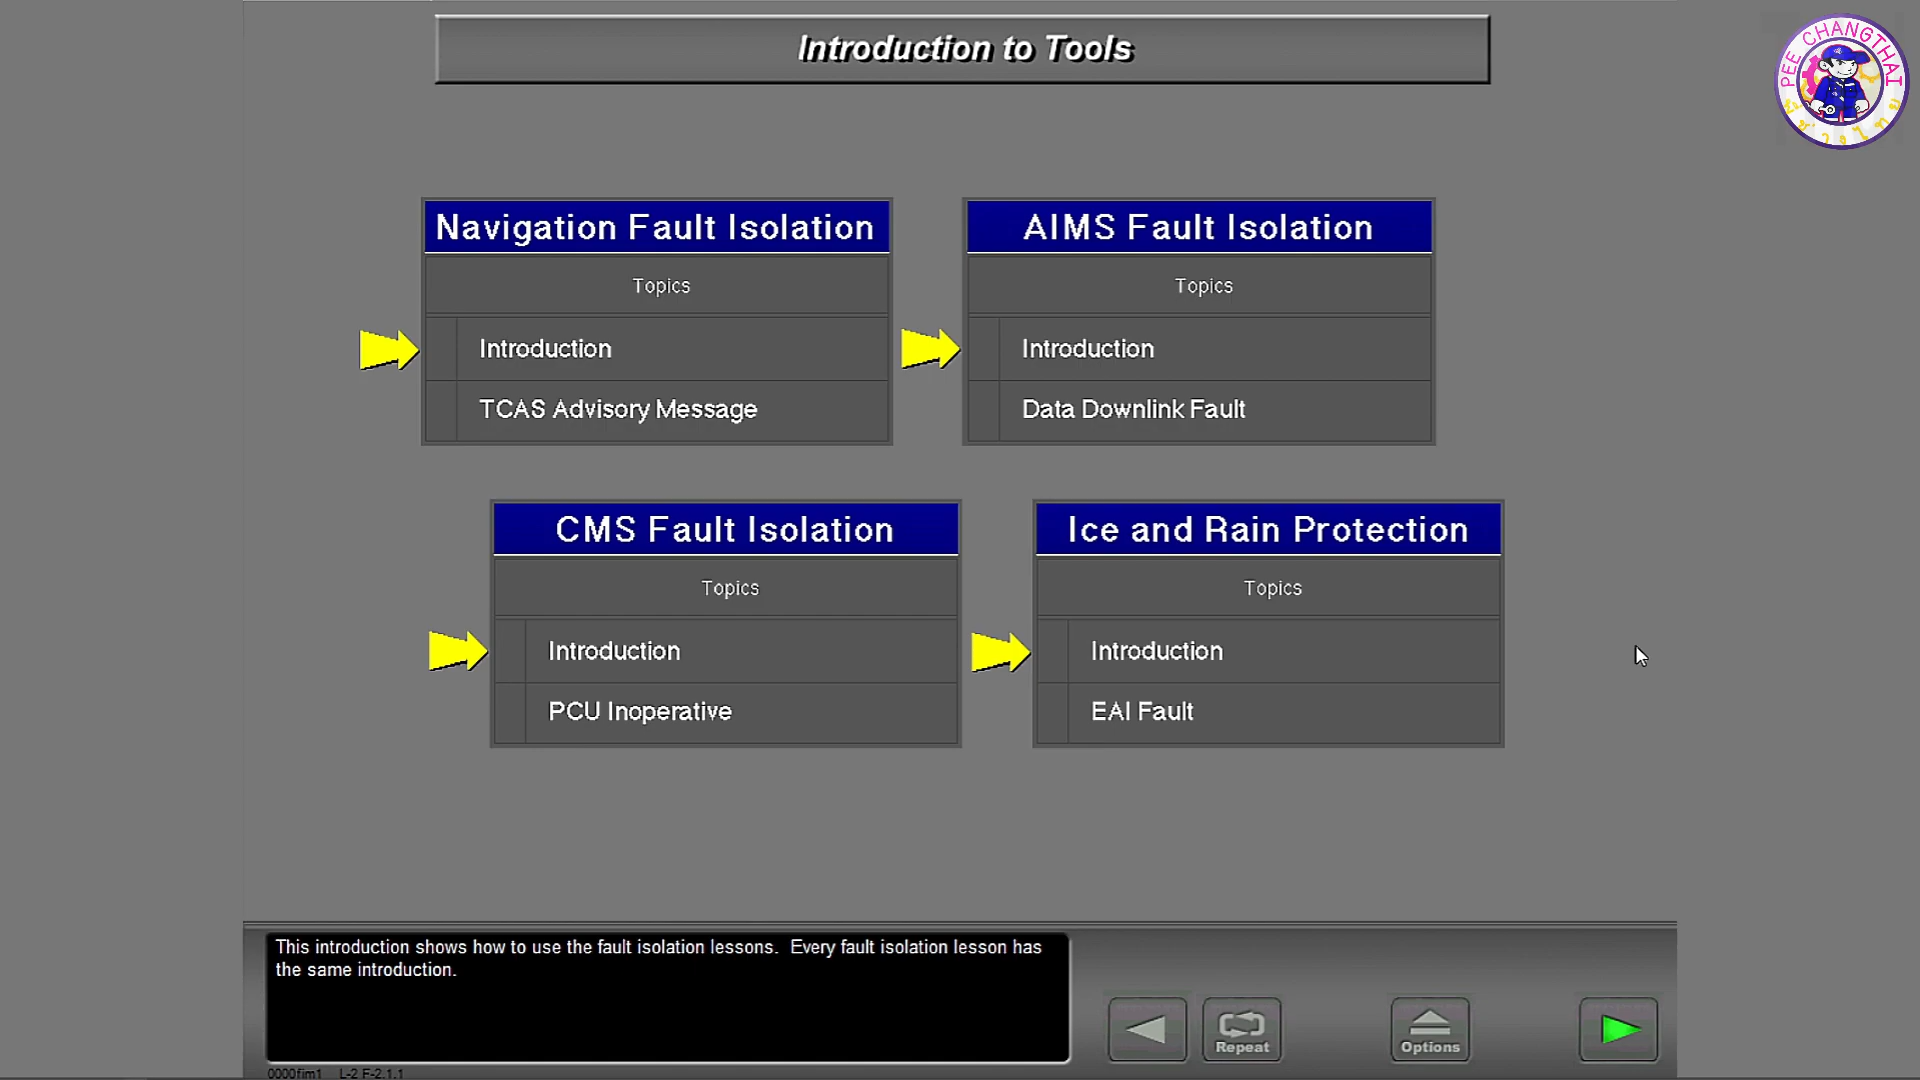 Introduction to Tools
PEE CHANGTHAI
Navigation Fault Isolation
Topics
Introduction
TCAS Advisory Message
AIMS Fault Isolation
Topics
Introduction
Data Downlink Fault
CMS Fault Isolation
Topics
Introduction
PCU Inoperative
Ice and Rain Protection
Topics
Introduction
EAI Fault
This introduction shows how to use the fault isolation lessons.  Every fault isolation lesson has
the same introduction.
Repeat
Options
0000fim1 L-2 F-2.1.1